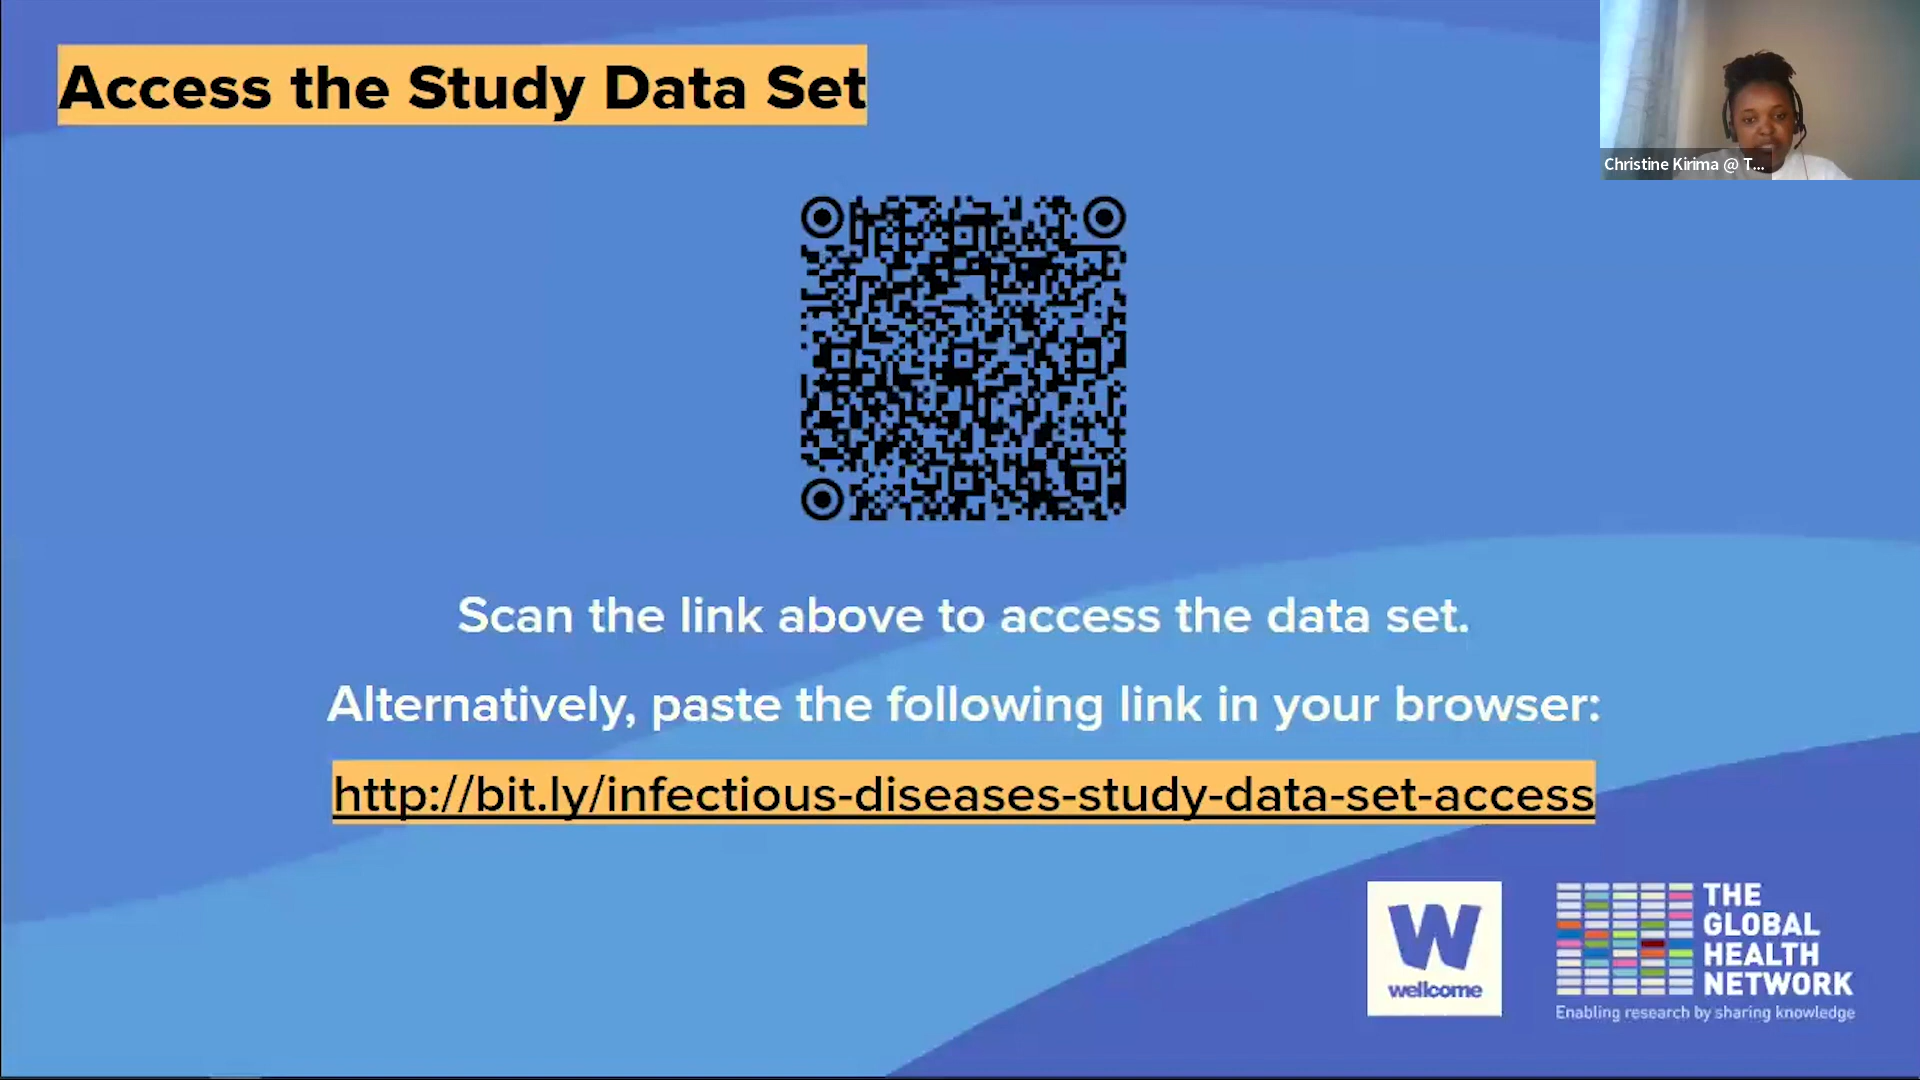 Access the Study Data Set
Christine Kirima @ T...
Scan the link above to access the data set.
Alternatively, paste the following link in your browser:
http://bit.ly/infectious-diseases-study-data-set-access
W
wellcome
THE
GLOBAL
HEALTH
NETWORK
Enabling research by sharing knowledge